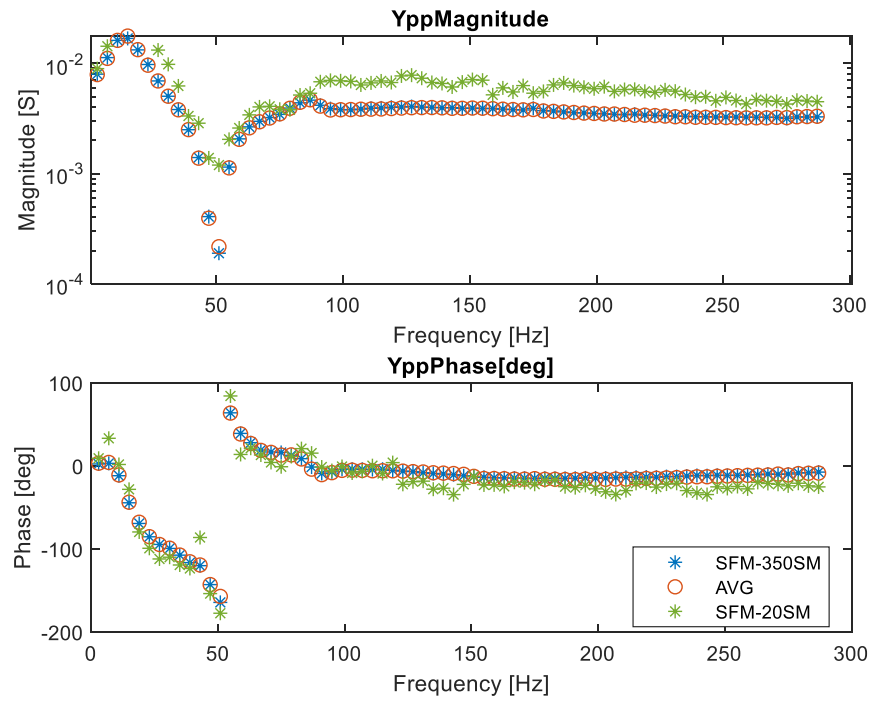 YppMagnitude
10-2
10-3
10-4
Magnitude [S]
50
100
150
200
250
300
Frequency [Hz]
YppPhase[deg]
100
0
-100
-200
Phase [deg]
SFM-350SM
AVG
SFM-20SM
0
50
100
150
200
250
300
Frequency [Hz]